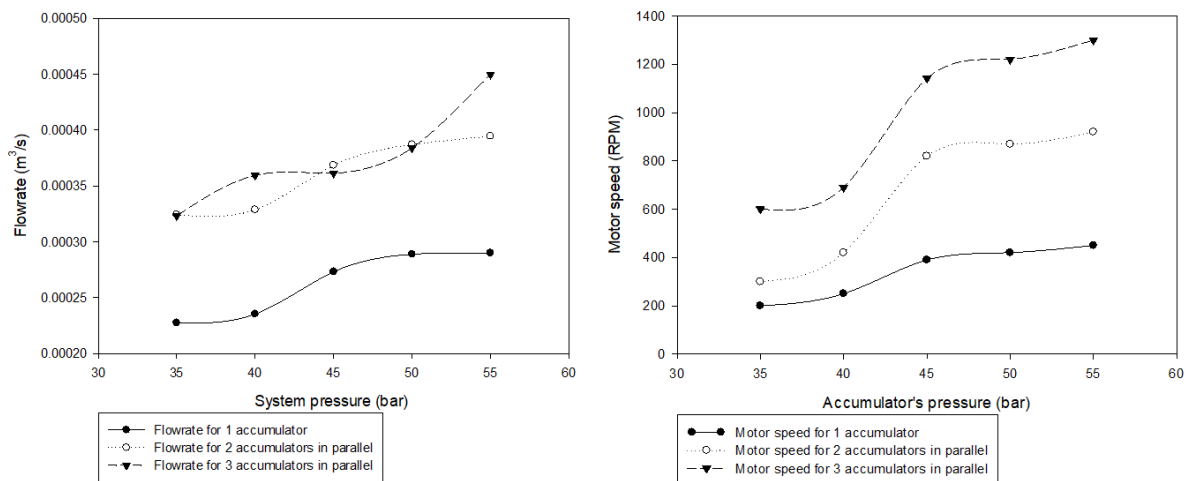 0.00050
0.00045
0.00040
0.00035
0.00030
0.00025
0.00020
Flowrate (m³/s)
30 35 40 45 50 55 60
System pressure (bar)
Flowrate for 1 accumulator
Flowrate for 2 accumulators in parallel
Flowrate for 3 accumulators in parallel
1400
1200
1000
800
600
400
200
0
Motor speed (RPM)
30 35 40 45 50 55 60
Accumulator's pressure (bar)
Motor speed for 1 accumulator
Motor speed for 2 accumulators in parallel
Motor speed for 3 accumulators in parallel